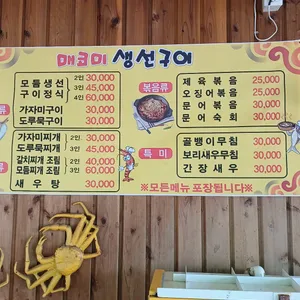 매코미 생선구이
모듬생선 2인 30,000
구이정식 3인 45,000
4인 60,000
가자미구이 30,000
도루묵구이 30,000
가자미찌개 2인 30,000
도루묵찌개 3인 45,000
갈치찌개 조림 2인 40,000
모듬찌개 조림 3인 60,000
새우탕 30,000
볶음류
제육볶음 25,000
오징어볶음 25,000
문어볶음 30,000
문어숙회 30,000
특미
골뱅이무침 30,000
보리새우무침 30,000
간장새우 30,000
※모든메뉴 포장됩니다※